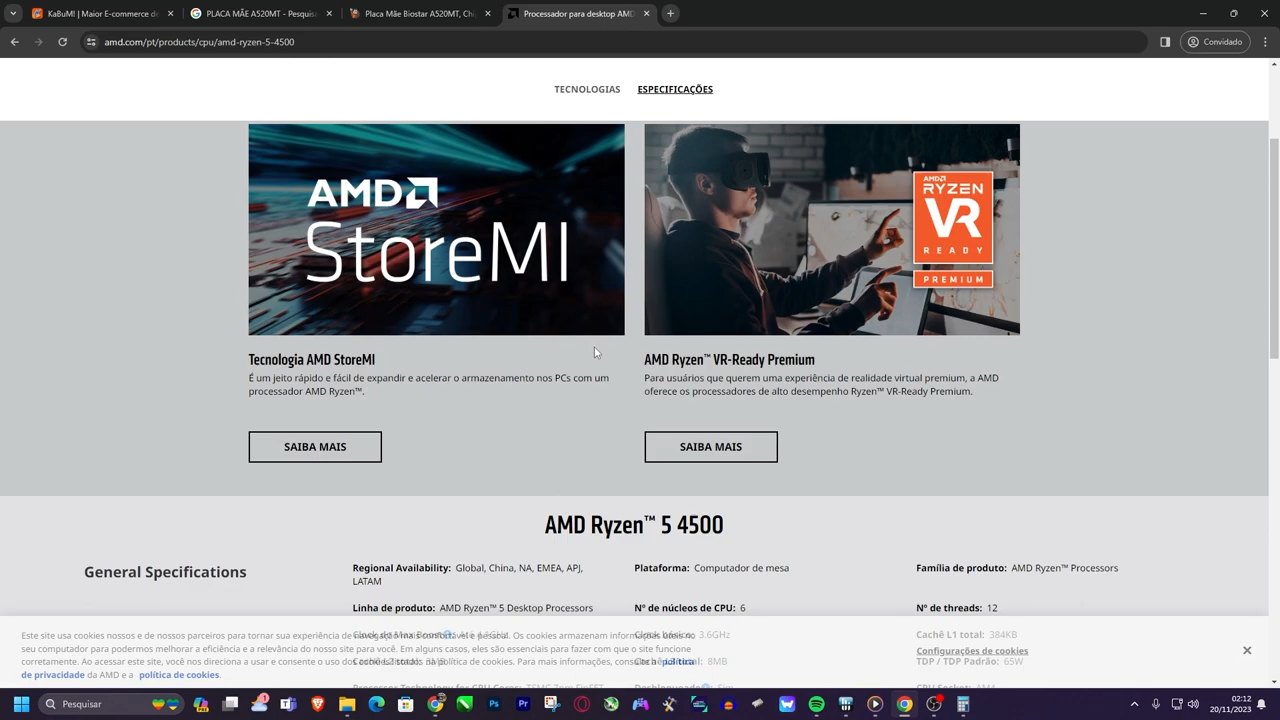 KaBuM! | Maior E-commerce de
PLACA MÃE A520MT - Pesquisa
Placa Mãe Biostar A520MT, Chip
Processador para desktop AMD
amd.com/pt/products/cpu/amd-ryzen-5-4500
Convidado
TECNOLOGIAS ESPECIFICAÇÕES
AMD
StoreMI
AMD
RYZEN
VR
READY
PREMIUM
Tecnologia AMD StoreMI
É um jeito rápido e fácil de expandir e acelerar o armazenamento nos PCs com um
processador AMD Ryzen™.
SAIBA MAIS
AMD Ryzen™ VR-Ready Premium
Para usuários que querem uma experiência de realidade virtual premium, a AMD
oferece os processadores de alto desempenho Ryzen™ VR-Ready Premium.
SAIBA MAIS
AMD Ryzen™ 5 4500
General Specifications
Regional Availability: Global, China, NA, EMEA, APJ,
LATAM
Plataforma: Computador de mesa
Família de produto: AMD Ryzen™ Processors
Linha de produto: AMD Ryzen™ 5 Desktop Processors
Nº de núcleos de CPU: 6
Nº de threads: 12
Clock básico: 3.6GHz
Cachê L1 total: 384KB
8MB
TDP / TDP Padrão: 65W
Este site usa cookies nossos e de nossos parceiros para tornar sua experiência de navegação mais confortável e pessoal. Os cookies armazenam informações úteis no
seu computador para podermos melhorar a eficiência e a relevância do nosso site para você. Em alguns casos, eles são essenciais para fazer com que o site funcione
corretamente. Ao acessar este site, você nos direciona a usar e consente o uso dos cookies listados na política de cookies. Para mais informações, consulte a política
de privacidade da AMD e a política de cookies.
Configurações de cookies
Pesquisar
02:13
20/11/2023